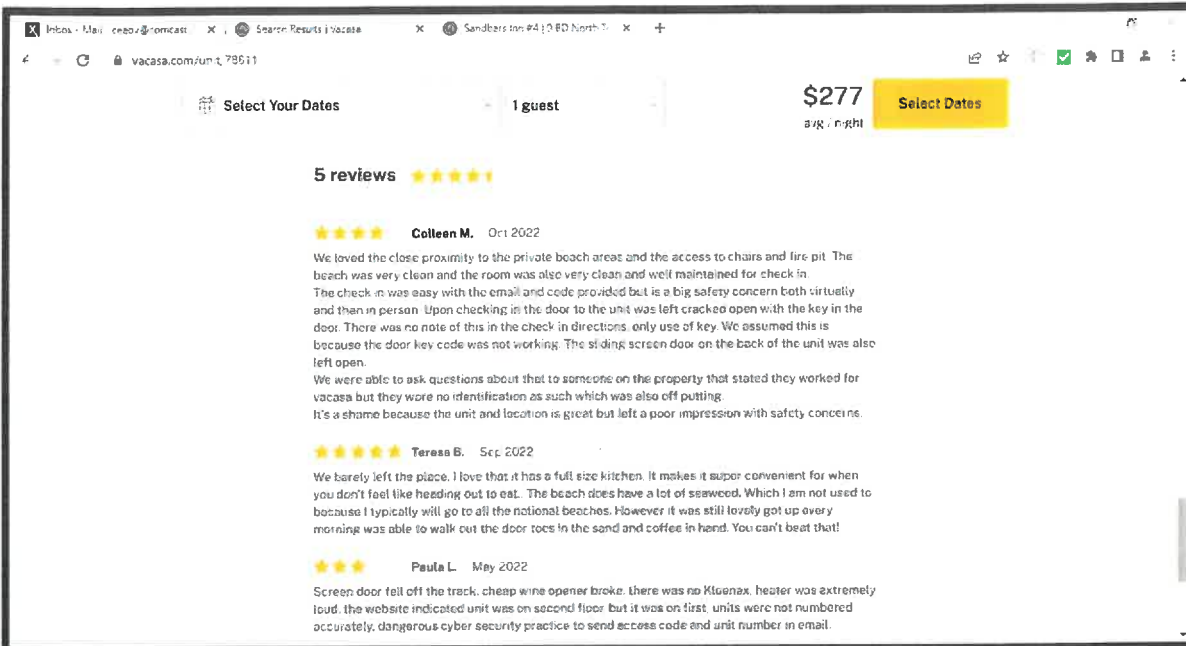 Inbox - Mail
Search Results | Vacasa
Sandbars Inn #4 |
vacasa.com/unit,78611
Select Your Dates
1 guest
$277
avg / night
Select Dates
5 reviews
Colleen M. Oct 2022
We loved the close proximity to the private beach areas and the access to chairs and fire pit. The
beach was very clean and the room was also very clean and well maintained for check in.
The check in was easy with the email and code provided but is a big safety concern both virtually
and then in person. Upon checking in the door to the unit was left cracked open with the key in the
door. There was no note of this in the check in directions, only use of key. We assumed this is
because the door key code was not working. The sliding screen door on the back of the unit was also
left open.
We were able to ask questions about that to someone on the property that stated they worked for
vacasa but they wore no identification as such which was also off putting.
It's a shame because the unit and location is great but left a poor impression with safety concerns.
Teresa B. Sep 2022
We barely left the place. I love that it has a full size kitchen. It makes it super convenient for when
you don't feel like heading out to eat. The beach does have a lot of seaweed. Which I am not used to
because I typically will go to all the national beaches. However it was still lovely got up every
morning was able to walk out the door toes in the sand and coffee in hand. You can't beat that!
Paula L. May 2022
Screen door fell off the track, cheap wine opener broke, there was no Kleenax, heater was extremely
loud, the website indicated unit was on second floor but it was on first, units were not numbered
accurately, dangerous cyber security practice to send access code and unit number in email.